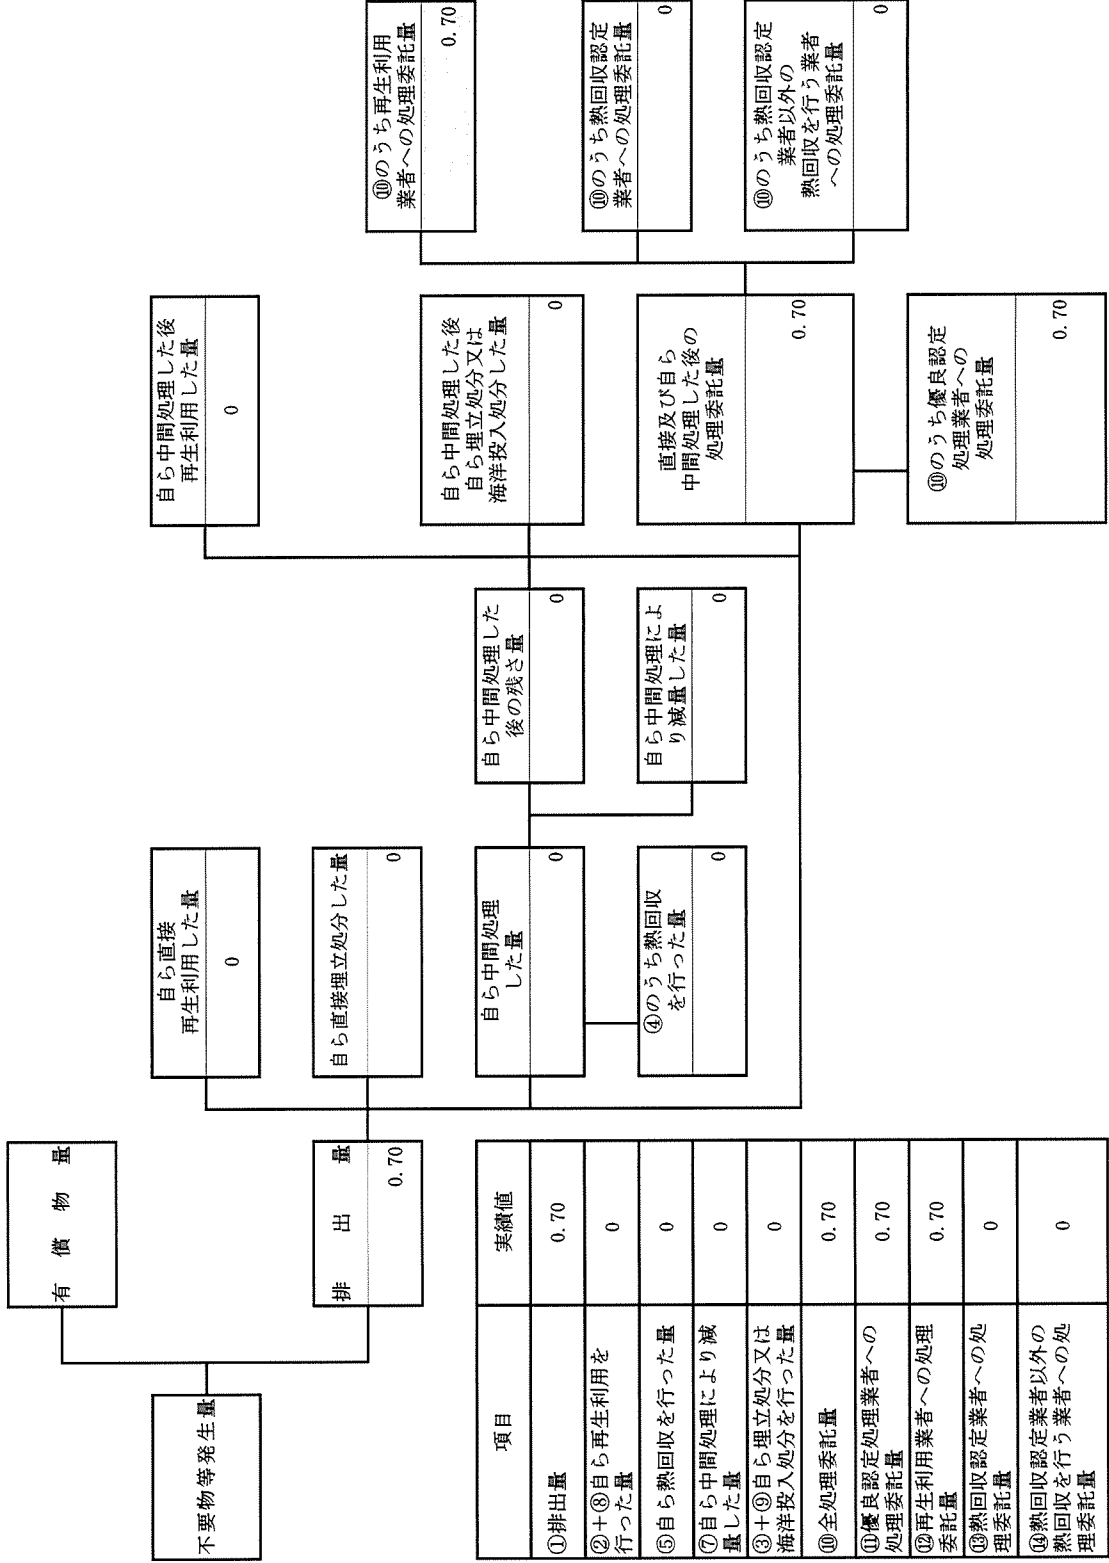 不要物等発生量
有償物量
排出量
0.70
自ら直接
再生利用した量
0
自ら直接埋立処分した量
0
自ら中間処理
した量
0
④のうち熱回収
を行った量
0
自ら中間処理した
後の残さ量
0
自ら中間処理によ
り減量した量
0
自ら中間処理した後
再生利用した量
0
自ら中間処理した後
自ら埋立処分又は
海洋投入処分した量
0
直接及び自ら
中間処理した後の
処理委託量
0.70
⑩のうち優良認定
処理業者への
処理委託量
0.70
⑩のうち再生利用
業者への処理委託量
0.70
⑩のうち熱回収認定
業者への処理委託量
0
⑩のうち熱回収認定
業者以外の
熱回収を行う業者
への処理委託量
0
項目
実績値
①排出量
0.70
②+⑧自ら再生利用を
行った量
0
⑤自ら熱回収を行った量
0
⑦自ら中間処理により減
量した量
0
③+⑨自ら埋立処分又は
海洋投入処分を行った量
0
⑩全処理委託量
0.70
⑪優良認定処理業者への
処理委託量
0.70
⑫再生利用業者への処理
委託量
0.70
⑬熱回収認定業者への処
理委託量
0
⑭熱回収認定業者以外の
熱回収を行う業者への処
理委託量
0